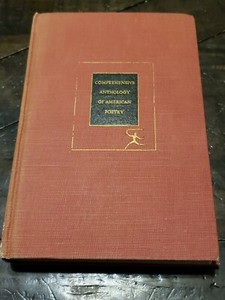 COMPREHENSIVE
ANTHOLOGY
OF AMERICAN
POETRY